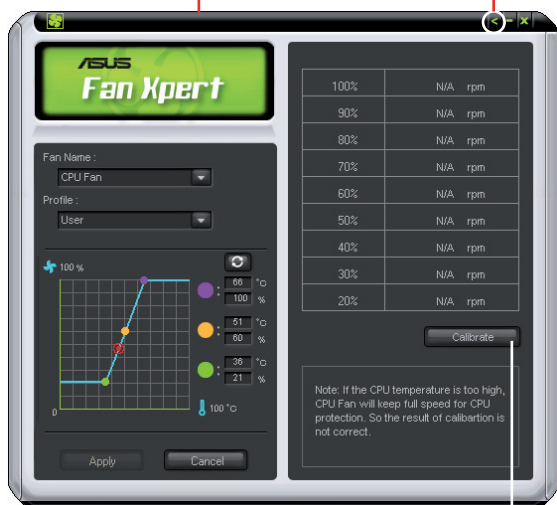 ASUS
Fan Xpert
Fan Name :
CPU Fan
Profile :
User
100 %
66 °C
100 %
51 °C
60 %
36 °C
21 %
0
100 °C
Apply
Cancel
< - x
100% N/A rpm
90% N/A rpm
80% N/A rpm
70% N/A rpm
60% N/A rpm
50% N/A rpm
40% N/A rpm
30% N/A rpm
20% N/A rpm
Calibrate
Note: If the CPU temperature is too high,
CPU Fan will keep full speed for CPU
protection. So the result of calibartion is
not correct.